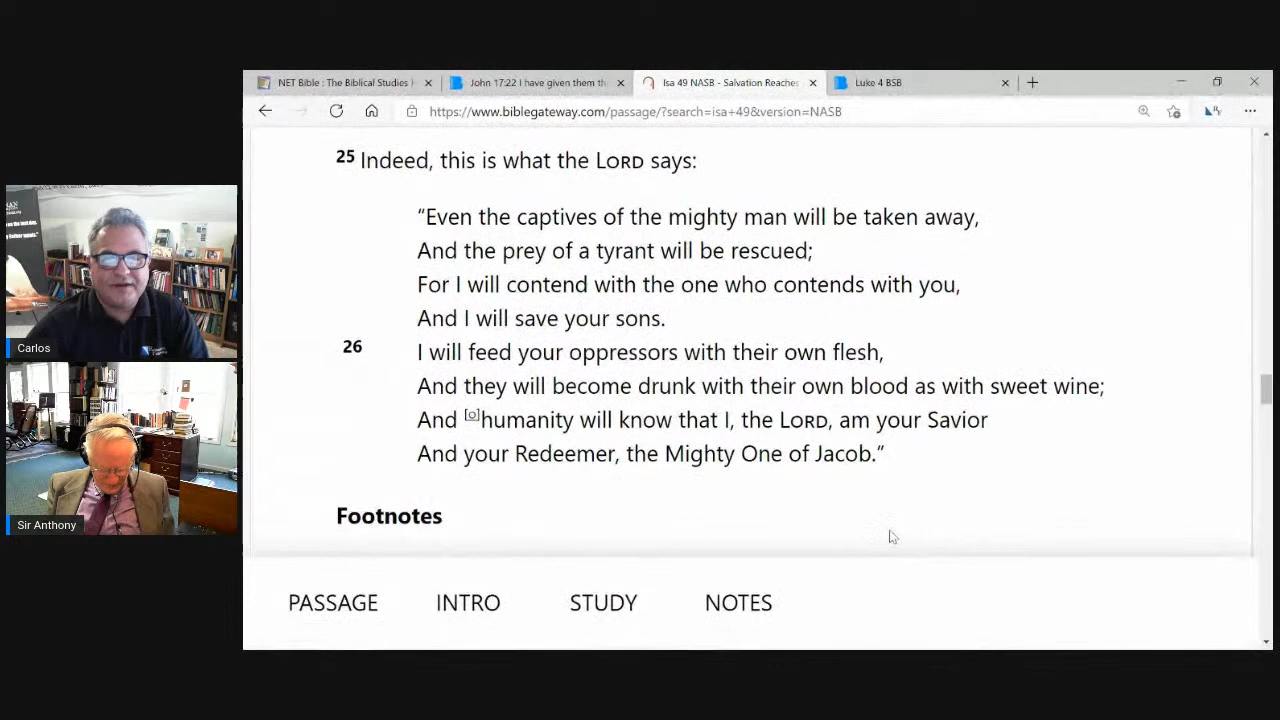 NET Bible : The Biblical Studies
John 17:22 I have given them th
Isa 49 NASB - Salvation Reaches
Luke 4 BSB
https://www.biblegateway.com/passage/?search=isa+49&version=NASB
25 Indeed, this is what the LORD says:
“Even the captives of the mighty man will be taken away,
And the prey of a tyrant will be rescued;
For I will contend with the one who contends with you,
And I will save your sons.
26 I will feed your oppressors with their own flesh,
And they will become drunk with their own blood as with sweet wine;
And [o]humanity will know that I, the LORD, am your Savior
And your Redeemer, the Mighty One of Jacob.”
Footnotes
PASSAGE INTRO STUDY NOTES
Carlos
Sir Anthony